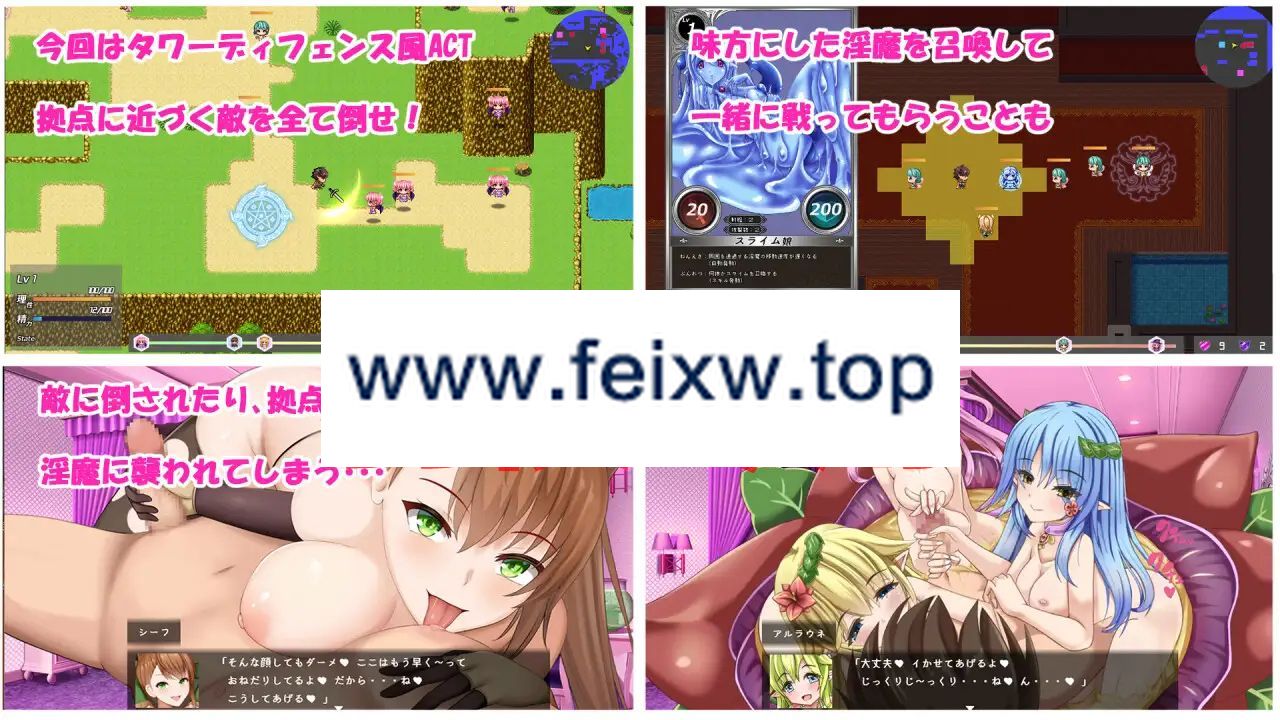 今回はタワーディフェンス風ACT
拠点に近づく敵を全て倒せ！
Lv 1
100/100
理性
12/100
精力
State
味方にした淫魔を召喚して
一緒に戦ってもらうことも
Lv
1
20
200
スライム娘
9
2
www.feixw.top
敵に倒されたり、拠点
淫魔に襲われてしまう・・・
シーフ
「そんな顔してもダーメ♥ ここはもう早く～って
おねだりしてるよ♥ だから・・・ね♥
こうしてあげる♥ 」
アルラウネ
「大丈夫♥ イかせてあげるよ♥
じっくりじ～っくり・・・ね♥ ん・・・♥ 」